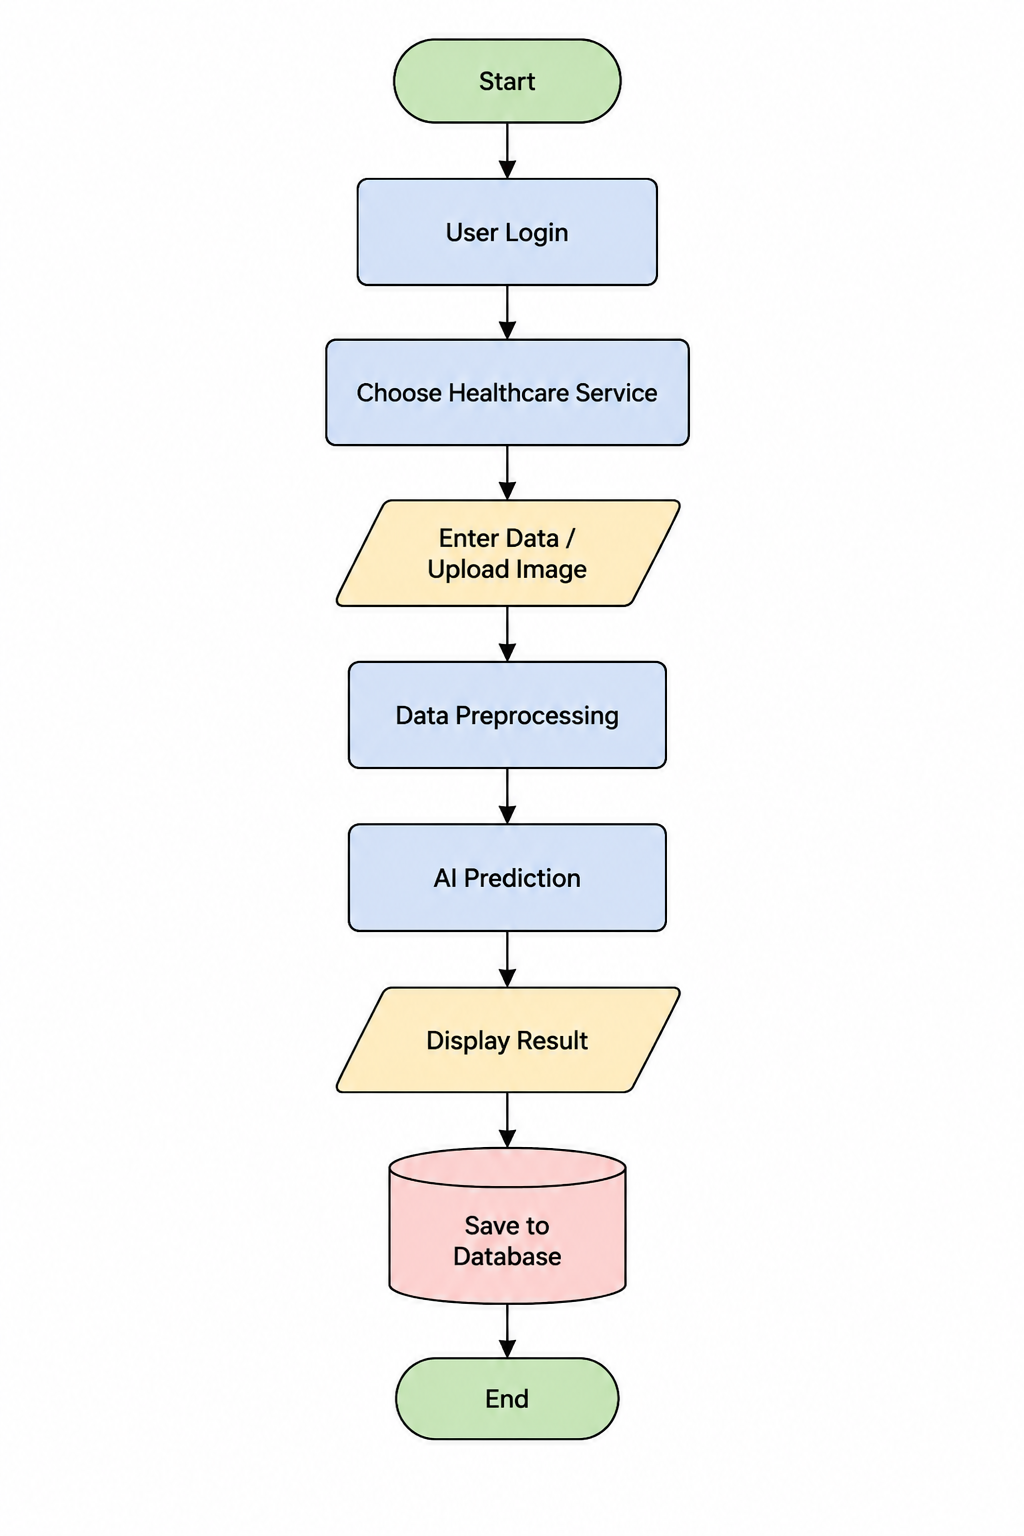 Start
User Login
Choose Healthcare Service
Enter Data /
Upload Image
Data Preprocessing
AI Prediction
Display Result
Save to
Database
End